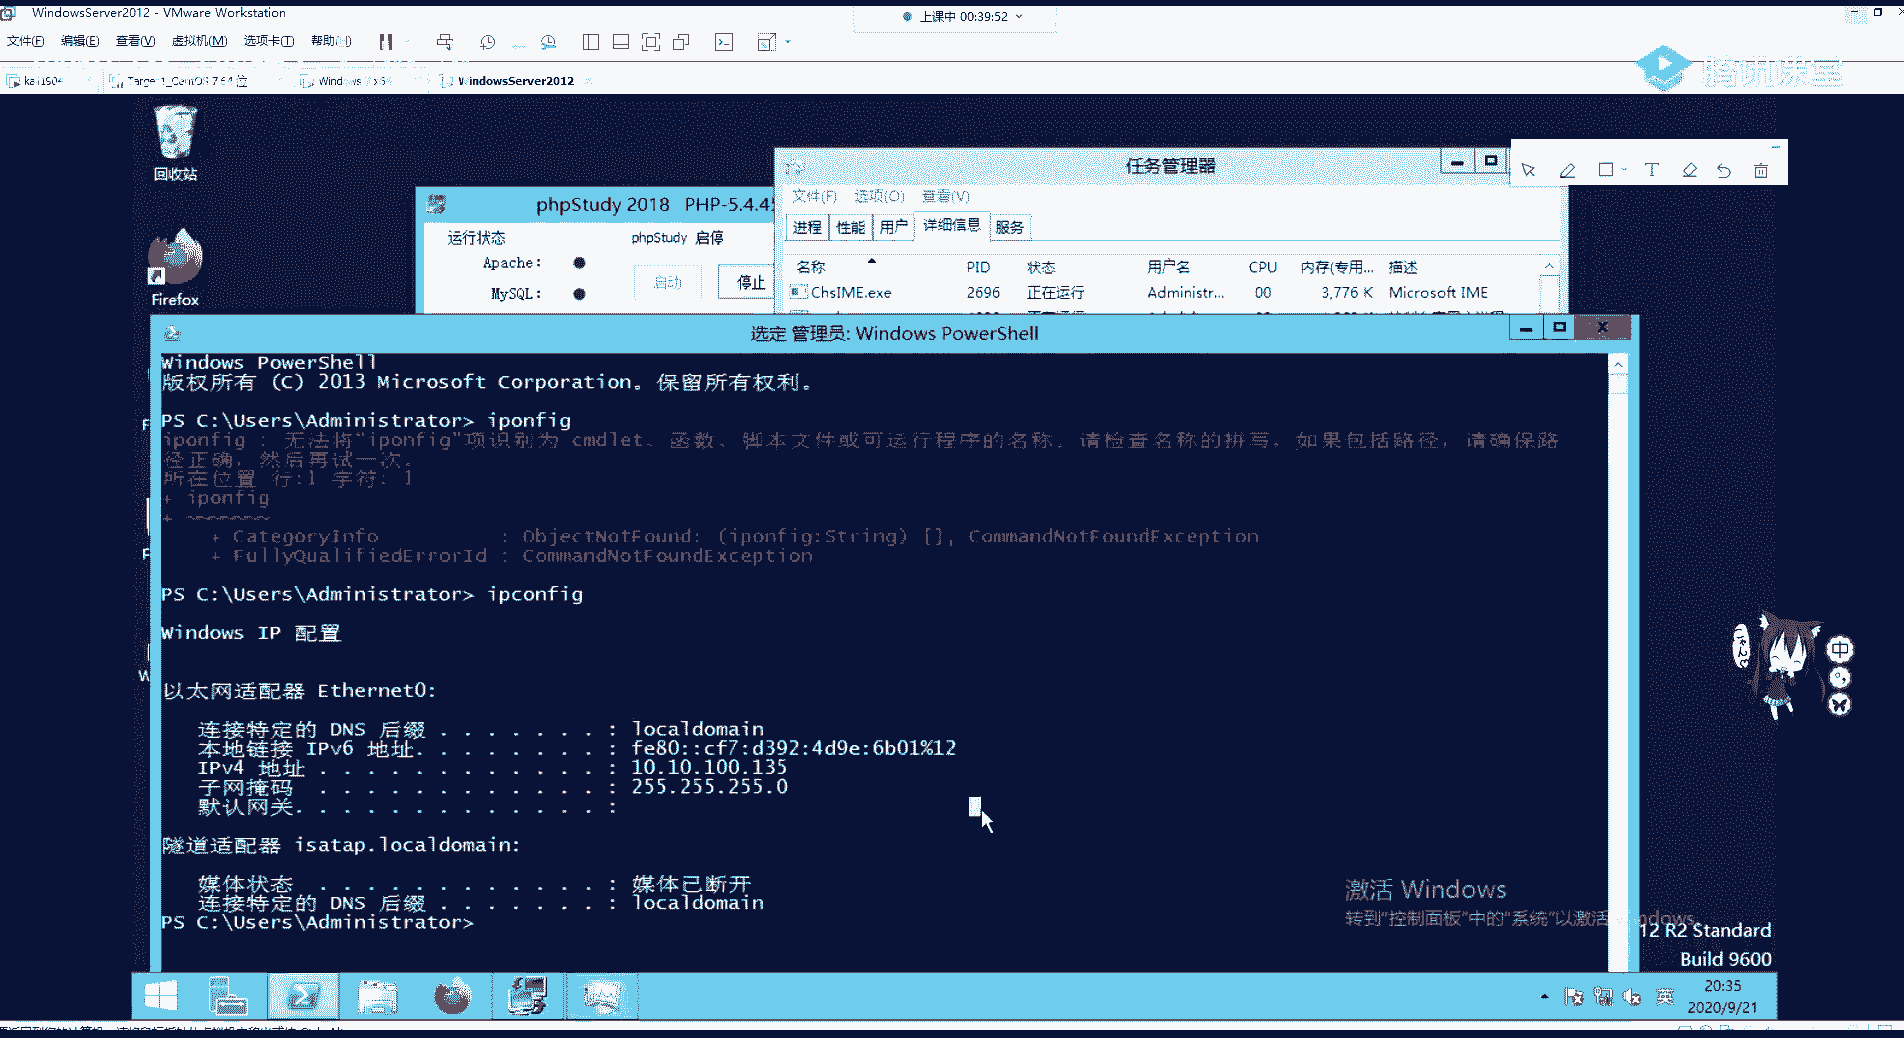 WindowsServer2012 - VMware Workstation
上课中 00:39:52
文件(F) 编辑(E) 查看(V) 虚拟机(M) 选项卡(T) 帮助(H)
腾讯课堂
WindowsServer2012
回收站
任务管理器
文件(F) 选项(O) 查看(V)
phpStudy 2018 PHP-5.4.45
进程 性能 用户 详细信息 服务
运行状态 phpStudy 启停
Apache:
启动 停止
MySQL:
名称 PID 状态 用户名 CPU 内存(专用... 描述
ChsIME.exe 2696 正在运行 Administr... 00 3,776 K Microsoft IME
Firefox
选定 管理员: Windows PowerShell
Windows PowerShell
版权所有 (C) 2013 Microsoft Corporation。保留所有权利。
PS C:\Users\Administrator> iponfig
iponfig : 无法将“iponfig”项识别为 cmdlet、函数、脚本文件或可运行程序的名称。请检查名称的拼写，如果包括路径，请确保路
径正确，然后再试一次。
所在位置 行:1 字符: 1
+ iponfig
+ ~~~~~~~
+ CategoryInfo : ObjectNotFound: (iponfig:String) [], CommandNotFoundException
+ FullyQualifiedErrorId : CommandNotFoundException
PS C:\Users\Administrator> ipconfig
Windows IP 配置
以太网适配器 Ethernet0:
连接特定的 DNS 后缀 . . . . . . . : localdomain
本地链接 IPv6 地址. . . . . . . . : fe80::cf7:d392:4d9e:6b01%12
IPv4 地址 . . . . . . . . . . . . : 10.10.100.135
子网掩码 . . . . . . . . . . . . : 255.255.255.0
默认网关. . . . . . . . . . . . . :
隧道适配器 isatap.localdomain:
媒体状态 . . . . . . . . . . . . : 媒体已断开
连接特定的 DNS 后缀 . . . . . . . : localdomain
PS C:\Users\Administrator>
中
激活 Windows
转到“控制面板”中的“系统”以激活 Windows。
12 R2 Standard
Build 9600
英
20:35
2020/9/21